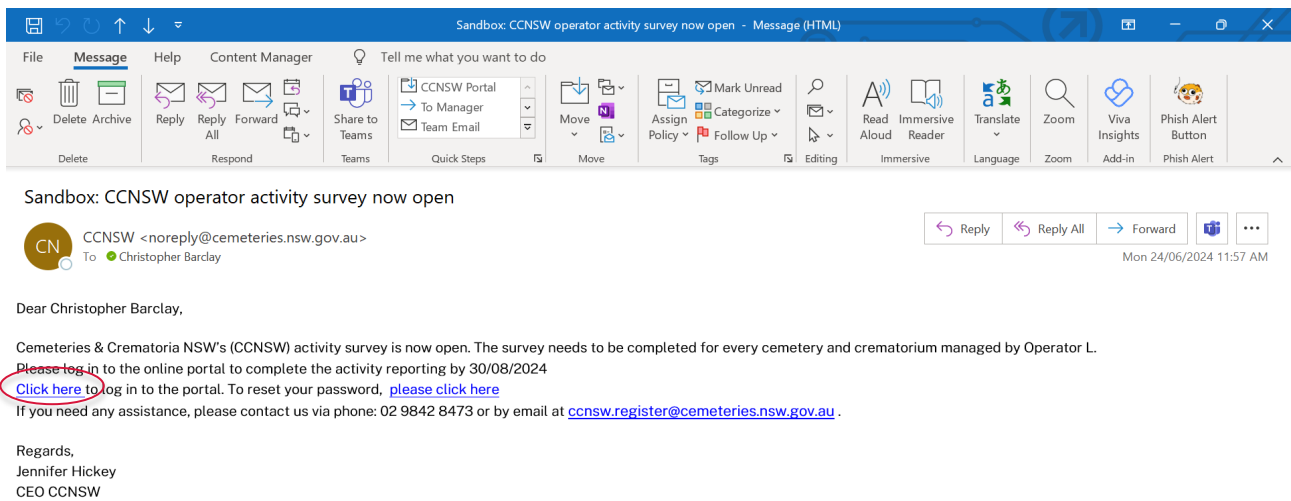 Sandbox: CCNSW operator activity survey now open - Message (HTML)
File Message Help Content Manager Tell me what you want to do
Delete Archive
Reply Reply All Forward
Share to Teams
CCNSW Portal
To Manager
Team Email
Move
Assign Policy
Mark Unread
Categorize
Follow Up
Read Aloud Immersive Reader
Translate
Zoom
Viva Insights
Phish Alert Button
Delete Respond Teams Quick Steps Move Tags Editing Immersive Language Zoom Add-in Phish Alert
Sandbox: CCNSW operator activity survey now open
CN
CCNSW <noreply@cemeteries.nsw.gov.au>
To Christopher Barclay
Reply Reply All Forward
Mon 24/06/2024 11:57 AM
Dear Christopher Barclay,
Cemeteries & Crematoria NSW's (CCNSW) activity survey is now open. The survey needs to be completed for every cemetery and crematorium managed by Operator L.
Please log in to the online portal to complete the activity reporting by 30/08/2024
Click here to log in to the portal. To reset your password, please click here
If you need any assistance, please contact us via phone: 02 9842 8473 or by email at ccnsw.register@cemeteries.nsw.gov.au .
Regards,
Jennifer Hickey
CEO CCNSW